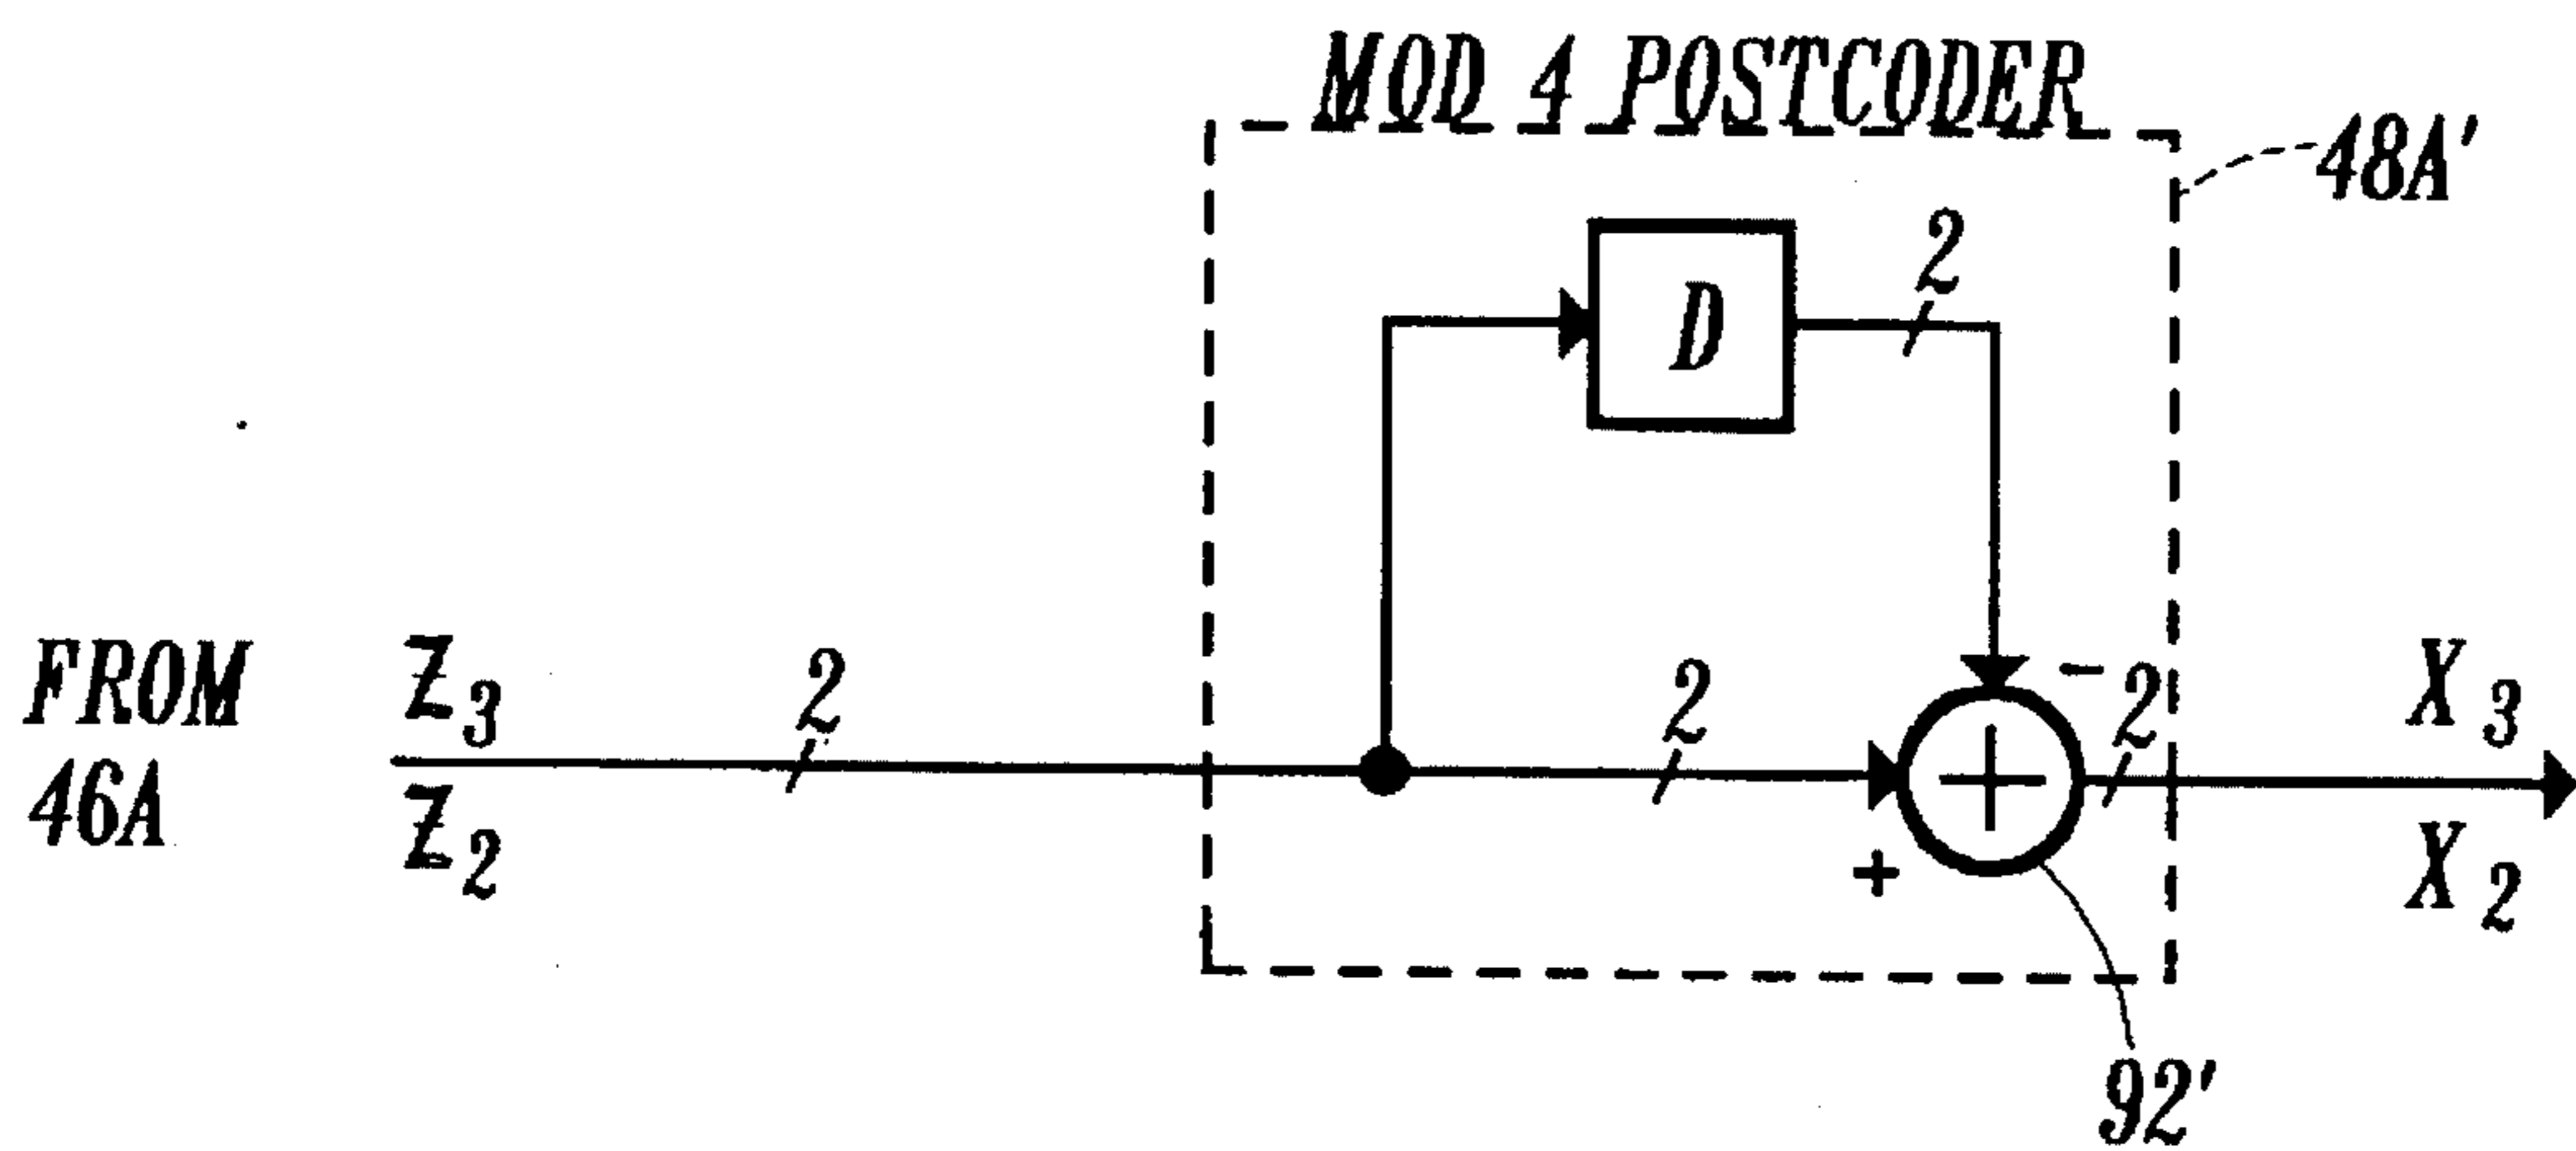 MOD 4 POSTCODER
48A'
D
2
FROM
46A
Z3
Z2
2
2
-
2
+
+
X3
X2
92'